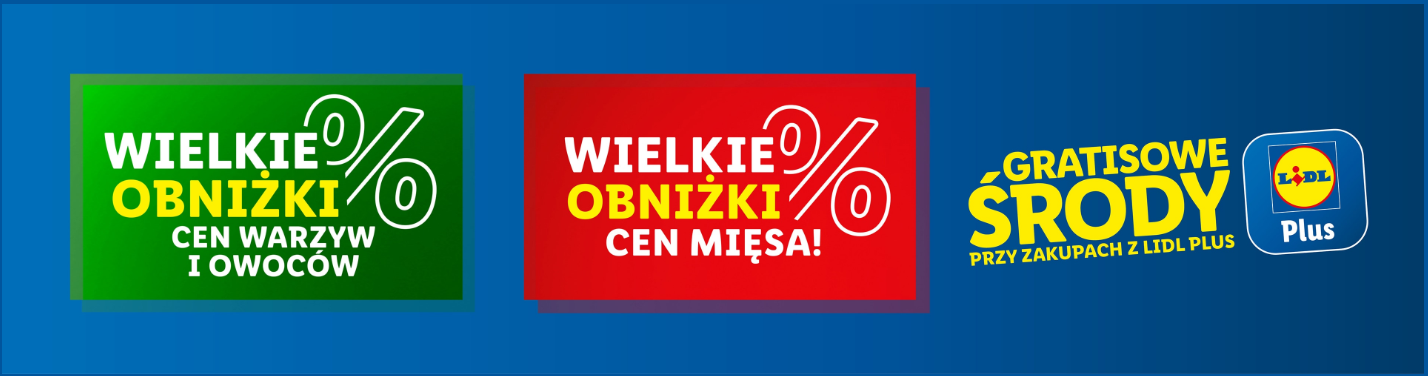 WIELKIE %
OBNIŻKI
CEN WARZYW
I OWOCÓW
WIELKIE %
OBNIŻKI
CEN MIĘSA!
GRATISOWE
ŚRODY
PRZY ZAKUPACH Z LIDL PLUS
LIDL
Plus